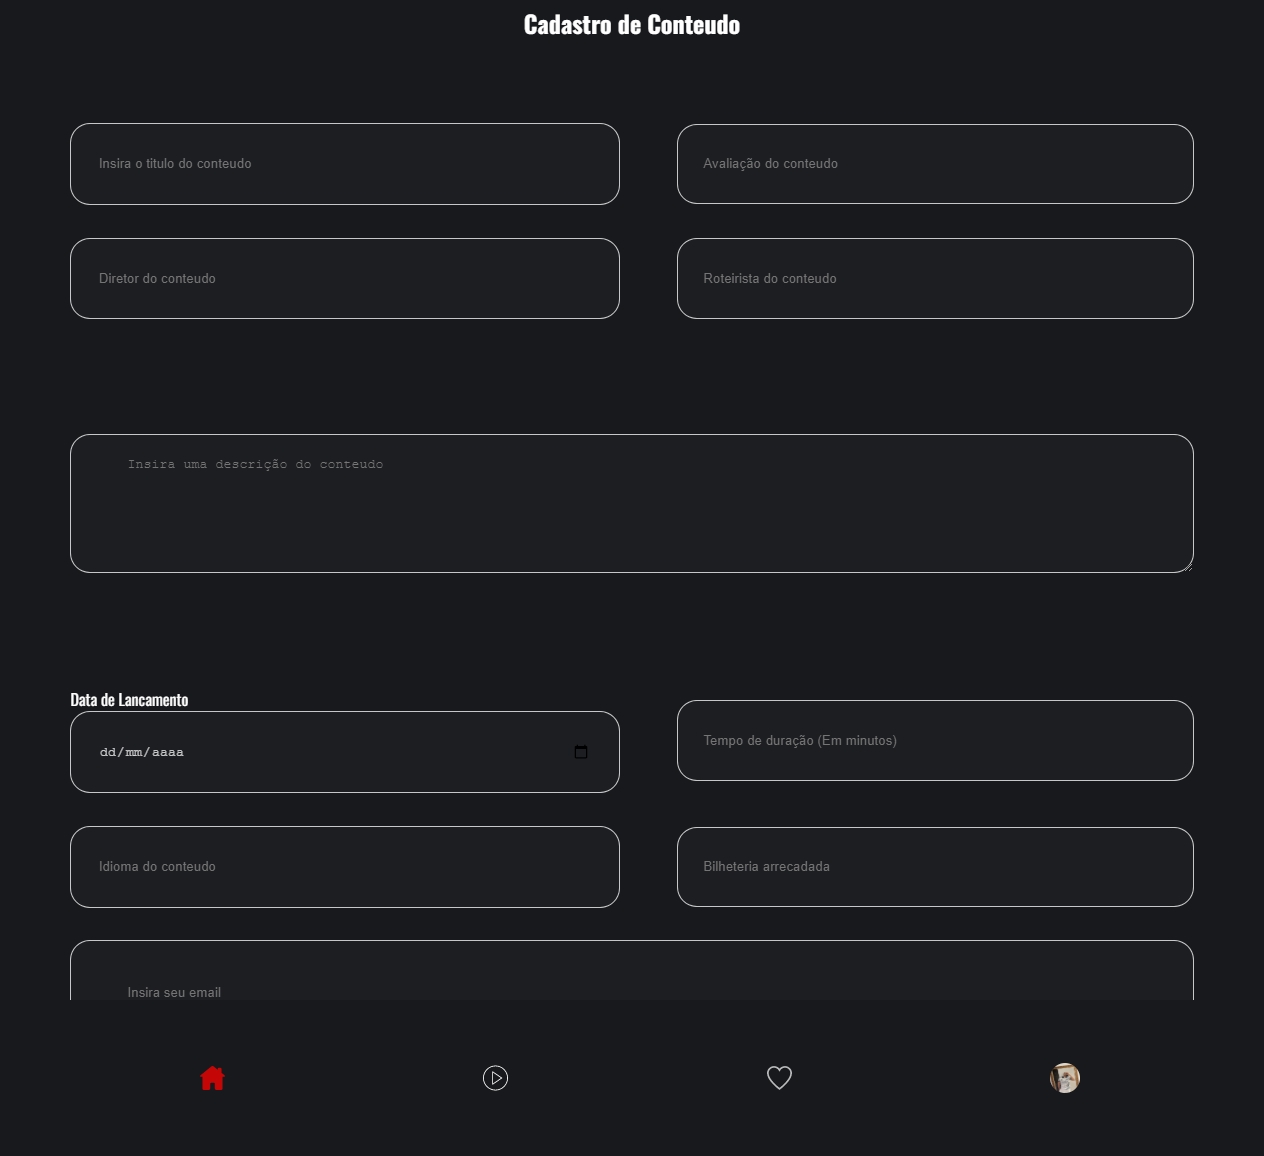 Cadastro de Conteudo
Insira o titulo do conteudo
Avaliação do conteudo
Diretor do conteudo
Roteirista do conteudo
Insira uma descrição do conteudo
Data de Lancamento
dd/mm/aaaa
Tempo de duração (Em minutos)
Idioma do conteudo
Bilheteria arrecadada
Insira seu email